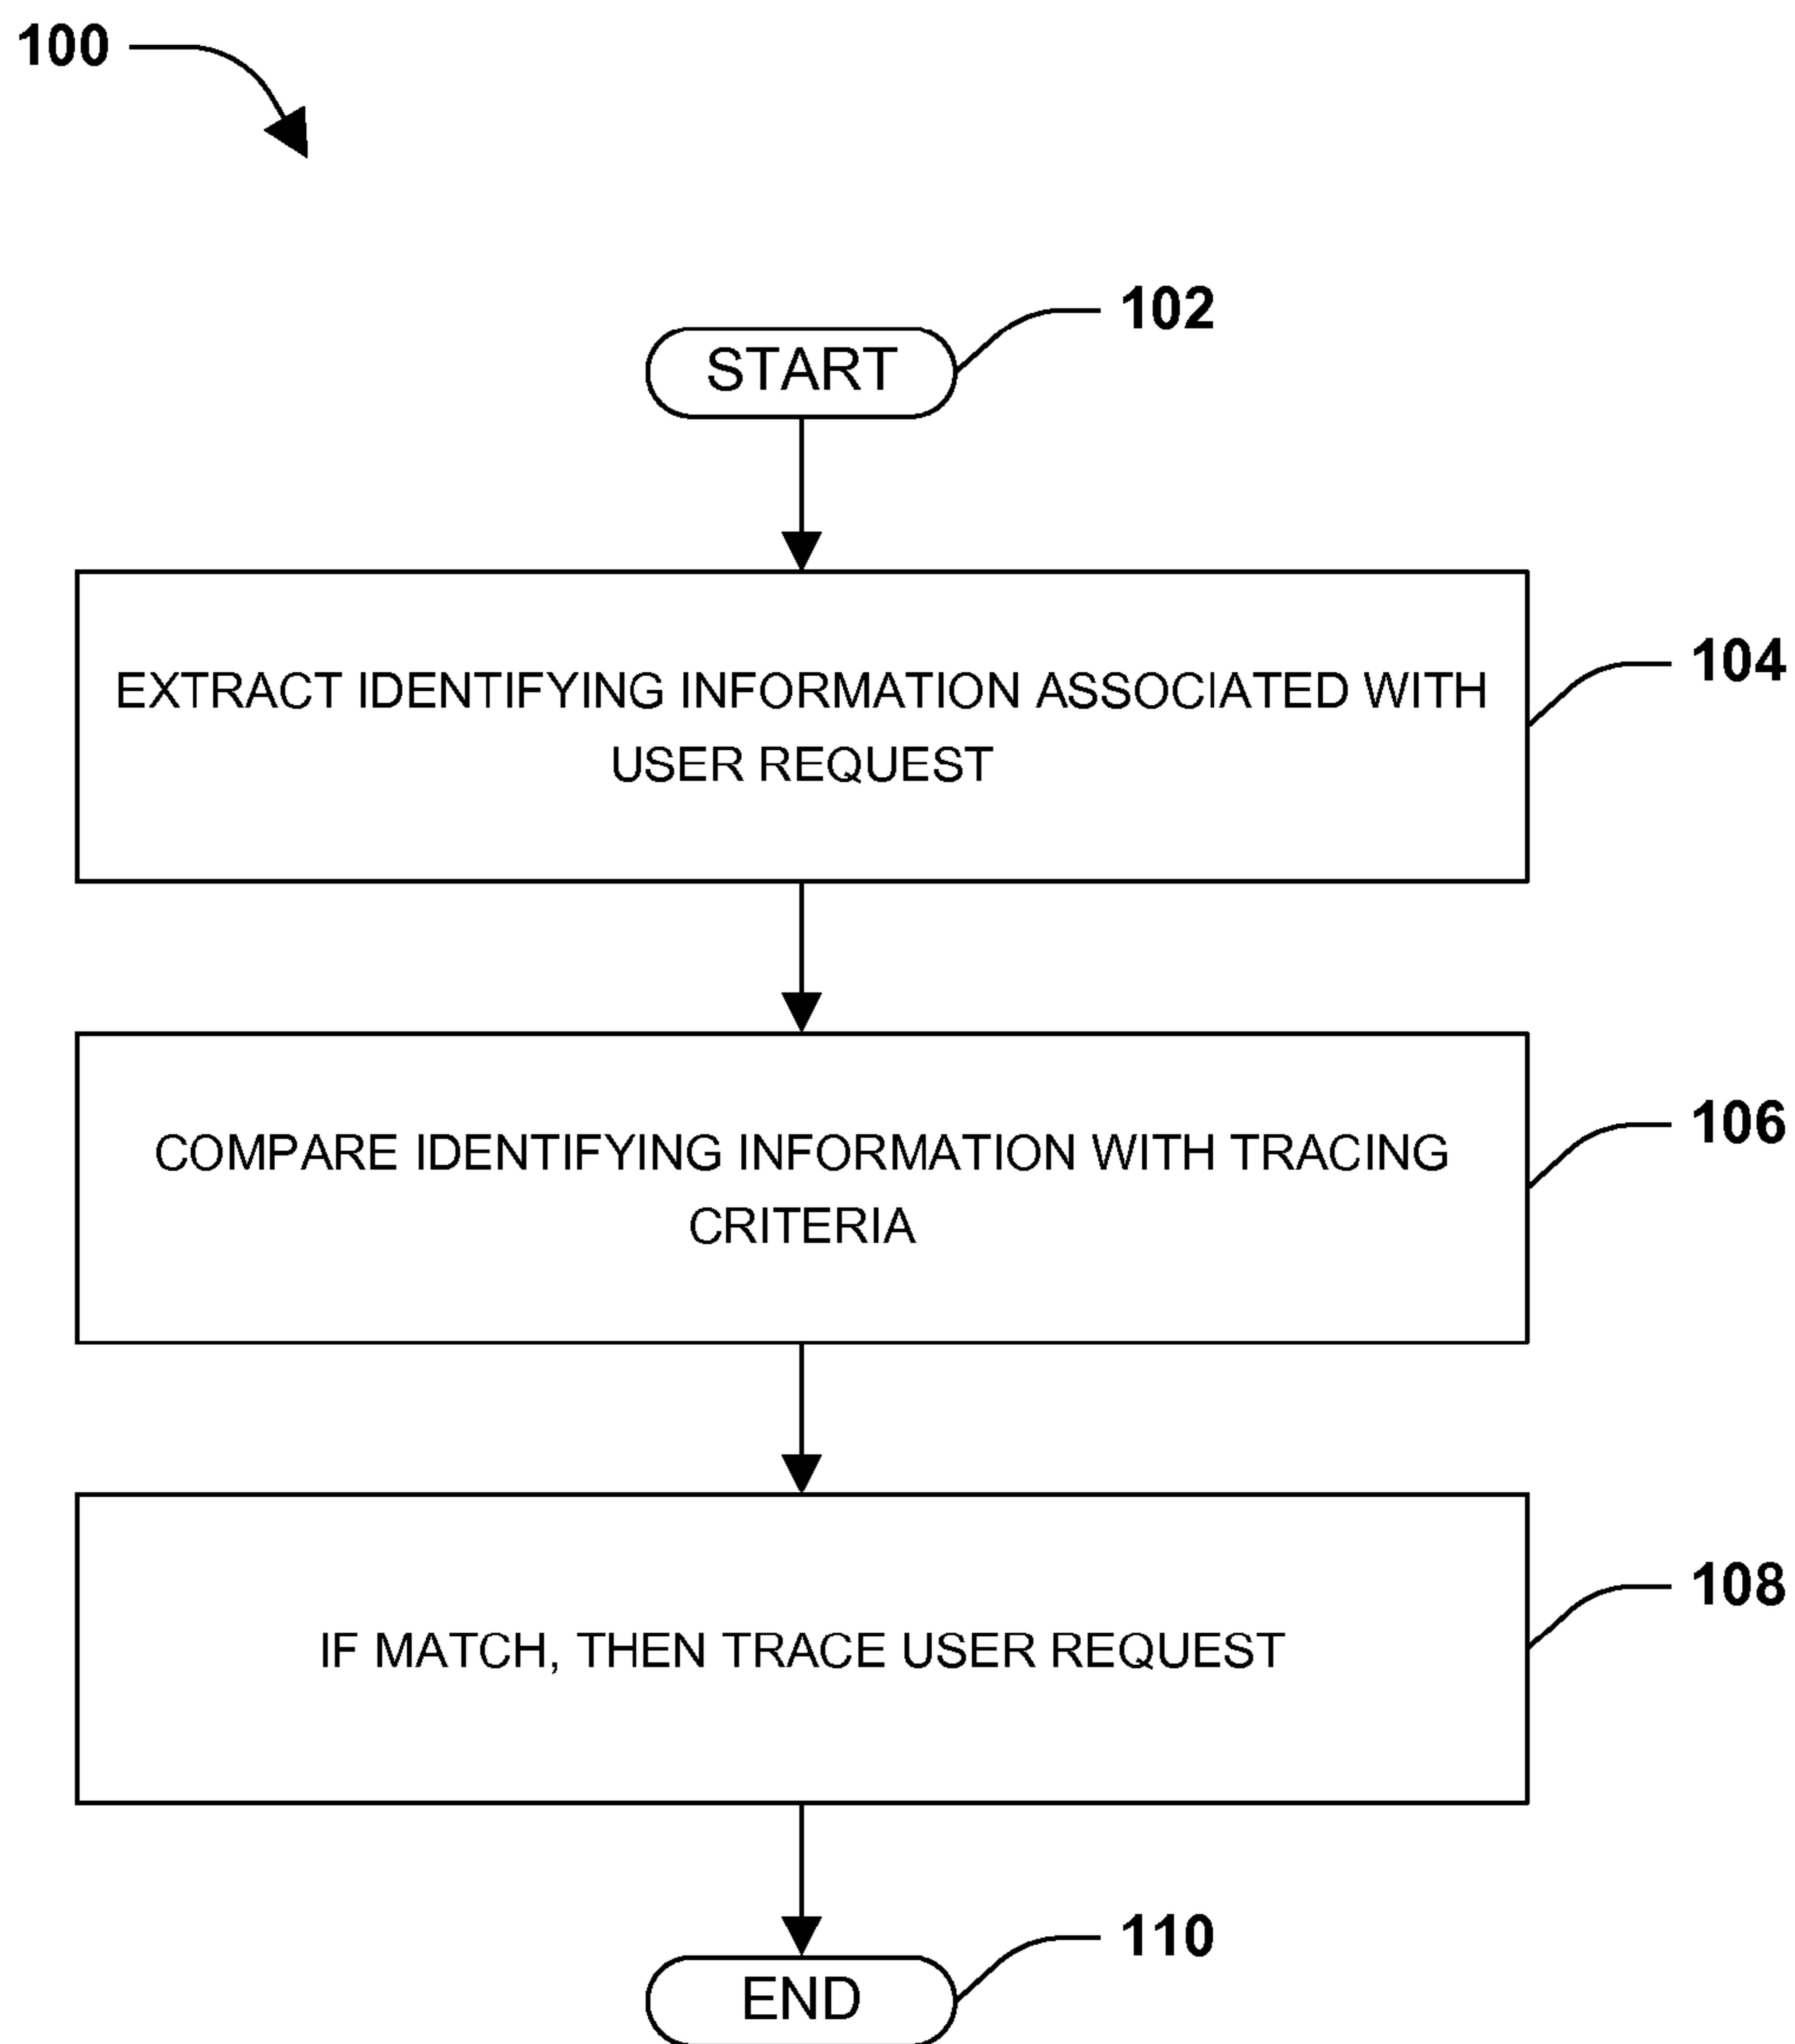 100
102
START
104
EXTRACT IDENTIFYING INFORMATION ASSOCIATED WITH
USER REQUEST
106
COMPARE IDENTIFYING INFORMATION WITH TRACING
CRITERIA
108
IF MATCH, THEN TRACE USER REQUEST
110
END